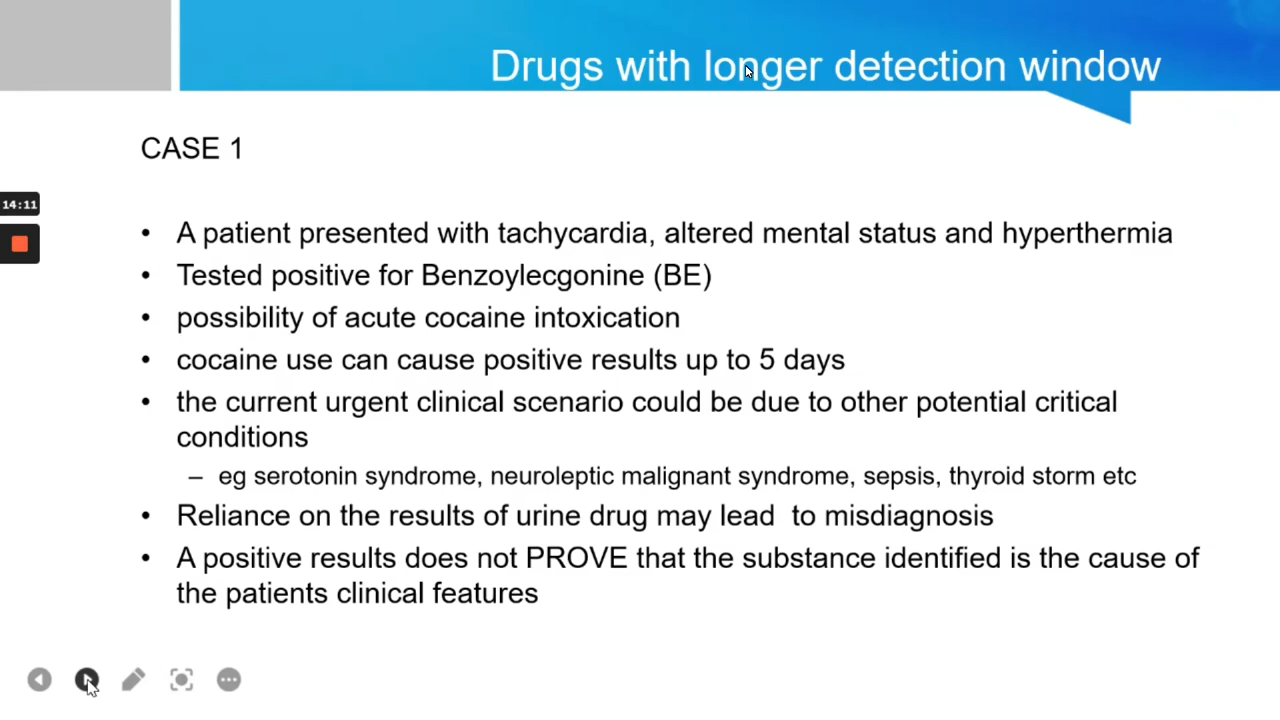 Drugs with longer detection window
CASE 1
14:11
• A patient presented with tachycardia, altered mental status and hyperthermia
• Tested positive for Benzoylecgonine (BE)
• possibility of acute cocaine intoxication
• cocaine use can cause positive results up to 5 days
• the current urgent clinical scenario could be due to other potential critical
conditions
– eg serotonin syndrome, neuroleptic malignant syndrome, sepsis, thyroid storm etc
• Reliance on the results of urine drug may lead  to misdiagnosis
• A positive results does not PROVE that the substance identified is the cause of
the patients clinical features